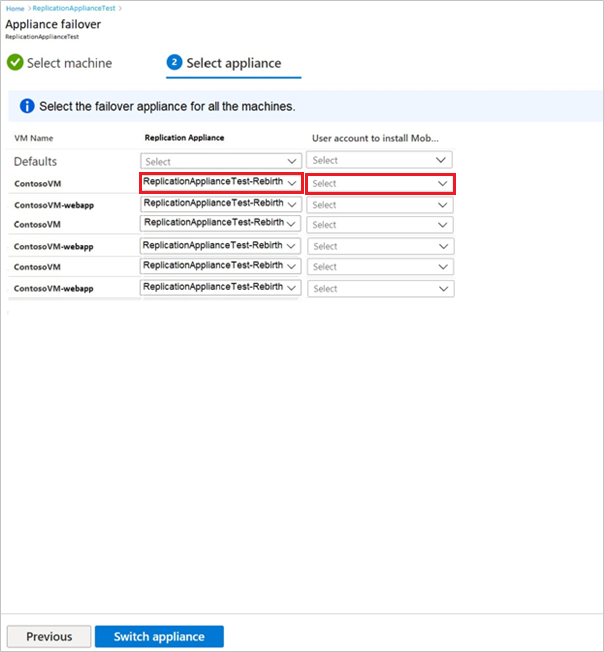 Home > ReplicationApplianceTest >
Appliance failover
ReplicationApplianceTest
Select machine 2 Select appliance
Select the failover appliance for all the machines.
VM Name Replication Appliance User account to install Mob...
Defaults Select Select
ContosoVM ReplicationApplianceTest-Rebirth Select
ContosoVM-webapp ReplicationApplianceTest-Rebirth Select
ContosoVM ReplicationApplianceTest-Rebirth Select
ContosoVM-webapp ReplicationApplianceTest-Rebirth Select
ContosoVM ReplicationApplianceTest-Rebirth Select
ContosoVM-webapp ReplicationApplianceTest-Rebirth Select
Previous Switch appliance